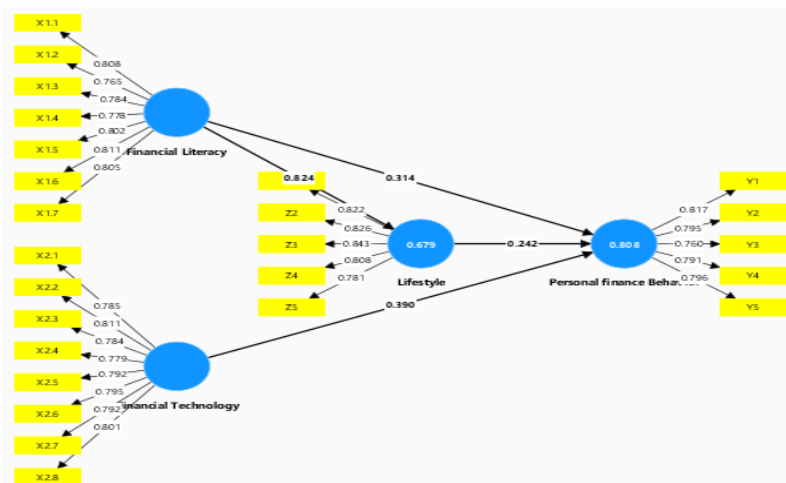 X1.1
X1.2
X1.3
X1.4
X1.5
X1.6
X1.7
0.808
0.765
0.784
0.778
0.802
0.811
0.805
Financial Literacy
0.824
0.314
Z2
Z3
Z4
Z5
0.822
0.826
0.843
0.808
0.781
0.679
Lifestyle
0.242
0.390
0.808
Personal finance
0.817
0.795
0.760
0.791
0.796
Y1
Y2
Y3
Y4
Y5
X2.1
X2.2
X2.3
X2.4
X2.5
X2.6
X2.7
X2.8
0.785
0.811
0.784
0.779
0.792
0.795
0.792
0.801
inancial Technology